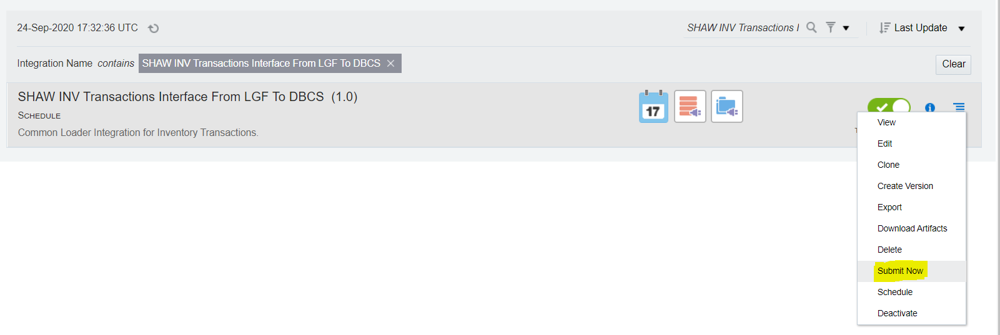 24-Sep-2020 17:32:36 UTC
SHAW INV Transactions I
Last Update
Integration Name contains SHAW INV Transactions Interface From LGF To DBCS
Clear
SHAW INV Transactions Interface From LGF To DBCS (1.0)
SCHEDULE
Common Loader Integration for Inventory Transactions.
17
View
Edit
Clone
Create Version
Export
Download Artifacts
Delete
Submit Now
Schedule
Deactivate